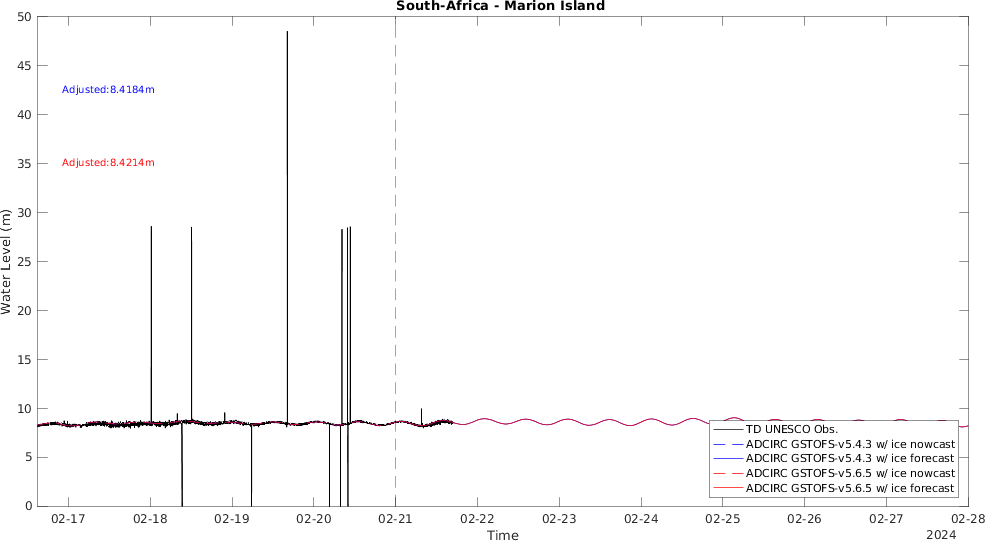 South-Africa - Marion Island
50
45
40
35
30
25
20
15
10
5
0
Water Level (m)
Adjusted:8.4184m
Adjusted:8.4214m
TD UNESCO Obs.
ADCIRC GSTOFS-v5.4.3 w/ ice nowcast
ADCIRC GSTOFS-v5.4.3 w/ ice forecast
ADCIRC GSTOFS-v5.6.5 w/ ice nowcast
ADCIRC GSTOFS-v5.6.5 w/ ice forecast
02-17 02-18 02-19 02-20 02-21 02-22 02-23 02-24 02-25 02-26 02-27 02-28
Time
2024